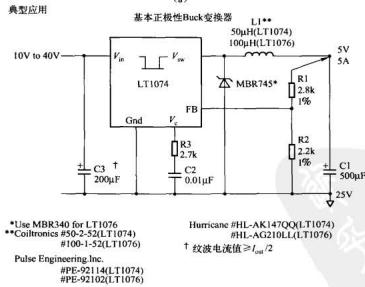 (a)
典型应用
基本正极性Buck变换器
L1**
50μH(LT1074)
100μH(LT1076)
10V to 40V
Vin
Vsw
5V
5A
LT1074
MBR745*
R1
2.8k
1%
FB
Gnd
Vc
R3
2.7k
R2
2.2k
1%
C3 †
200μF
C2
0.01μF
C1
500μF
25V
*Use MBR340 for LT1076
**Coiltronics #50-2-52(LT1074)
#100-1-52(LT1076)
Pulse Engineering.Inc.
#PE-92114(LT1074)
#PE-92102(LT1076)
Hurricane #HL-AK147QQ(LT1074)
#HL-AG210LL(LT1076)
† 纹波电流值≥Iout/2